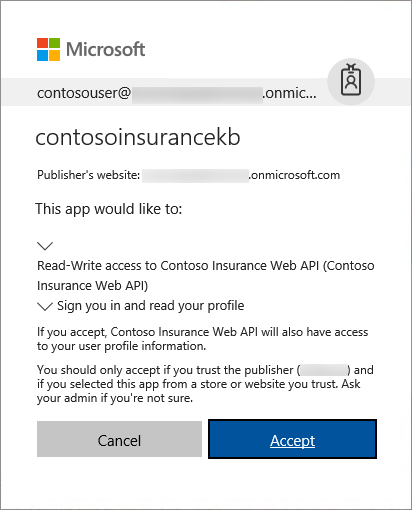 Microsoft
contosouser@ .onmic...
contosoinsurancekb
Publisher's website: .onmicrosoft.com
This app would like to:
Read-Write access to Contoso Insurance Web API (Contoso
Insurance Web API)
Sign you in and read your profile
If you accept, Contoso Insurance Web API will also have access
to your user profile information.
You should only accept if you trust the publisher ( ) and
if you selected this app from a store or website you trust. Ask
your admin if you're not sure.
Cancel
Accept